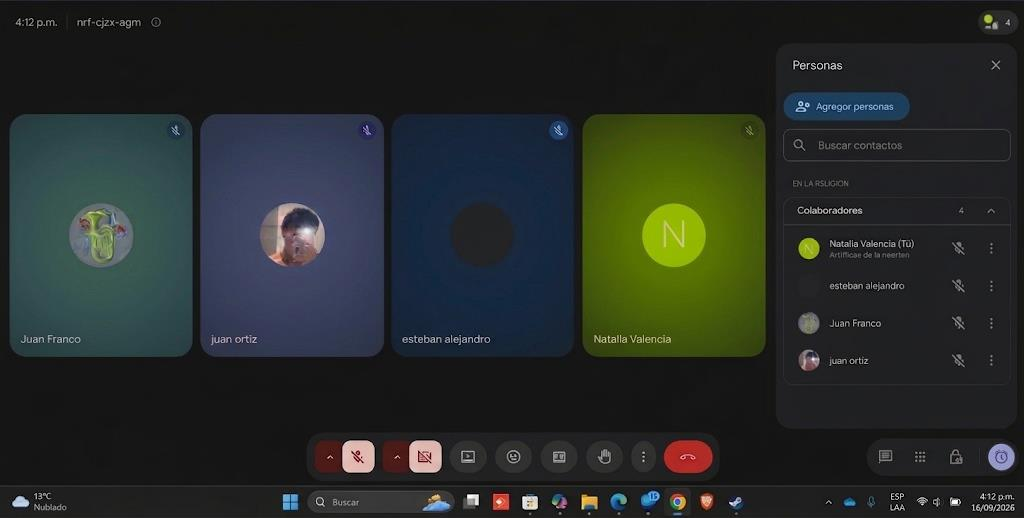 4:12 p.m. nrf-cjzx-agm
4
Personas
Agregor personas
Buscar contactos
EN LA RSLIGION
Colaboradores 4
Natalia Valencia (Tü)
Artifficae de la neerten
esteban alejandro
Juan Franco
juan ortiz
Juan Franco
juan ortiz
esteban alejandro
N
Natalla Valencia
13°C
Nublado
Buscar
15
ESP
LAA
4:12 p.m.
16/09/2026